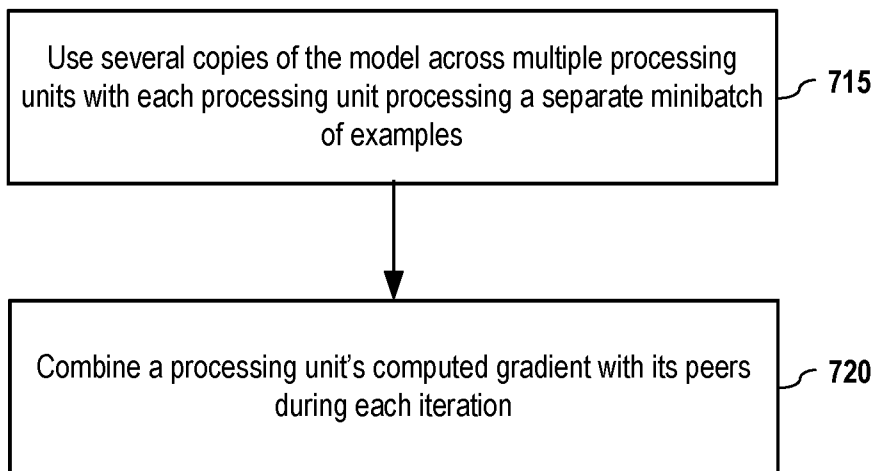 Use several copies of the model across multiple processing
units with each processing unit processing a separate minibatch
of examples
715
Combine a processing unit's computed gradient with its peers
during each iteration
720